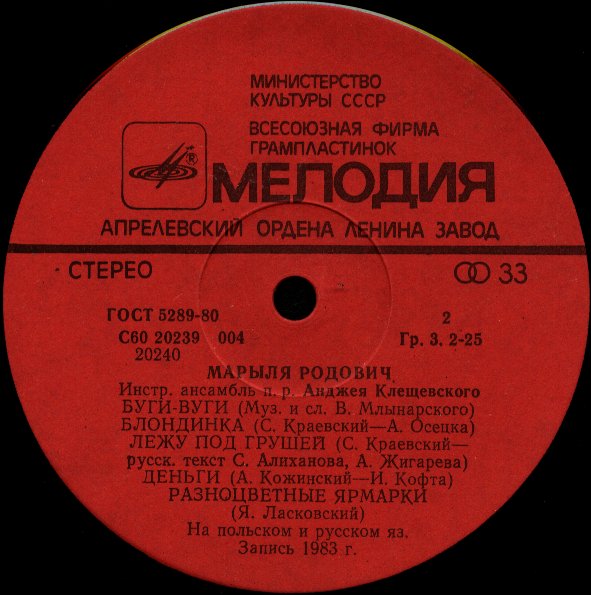 МИНИСТЕРСТВО
КУЛЬТУРЫ СССР
ВСЕСОЮЗНАЯ ФИРМА
ГРАМПЛАСТИНОК
®
МЕЛОДИЯ
АПРЕЛЕВСКИЙ ОРДЕНА ЛЕНИНА ЗАВОД
СТЕРЕО 33
ГОСТ 5289-80 2
С60 20239 004 Гр. 3. 2-25
20240
МАРЫЛЯ РОДОВИЧ
Инстр. ансамбль п. р. Анджея Клещевского
БУГИ-ВУГИ (Муз. и сл. В. Млынарского)
БЛОНДИНКА (С. Краевский—А. Осецка)
ЛЕЖУ ПОД ГРУШЕЙ (С. Краевский—
русск. текст С. Алиханова, А. Жигарева)
ДЕНЬГИ (А. Кожинский—И. Кофта)
РАЗНОЦВЕТНЫЕ ЯРМАРКИ
(Я. Ласковский)
На польском и русском яз.
Запись 1983 г.